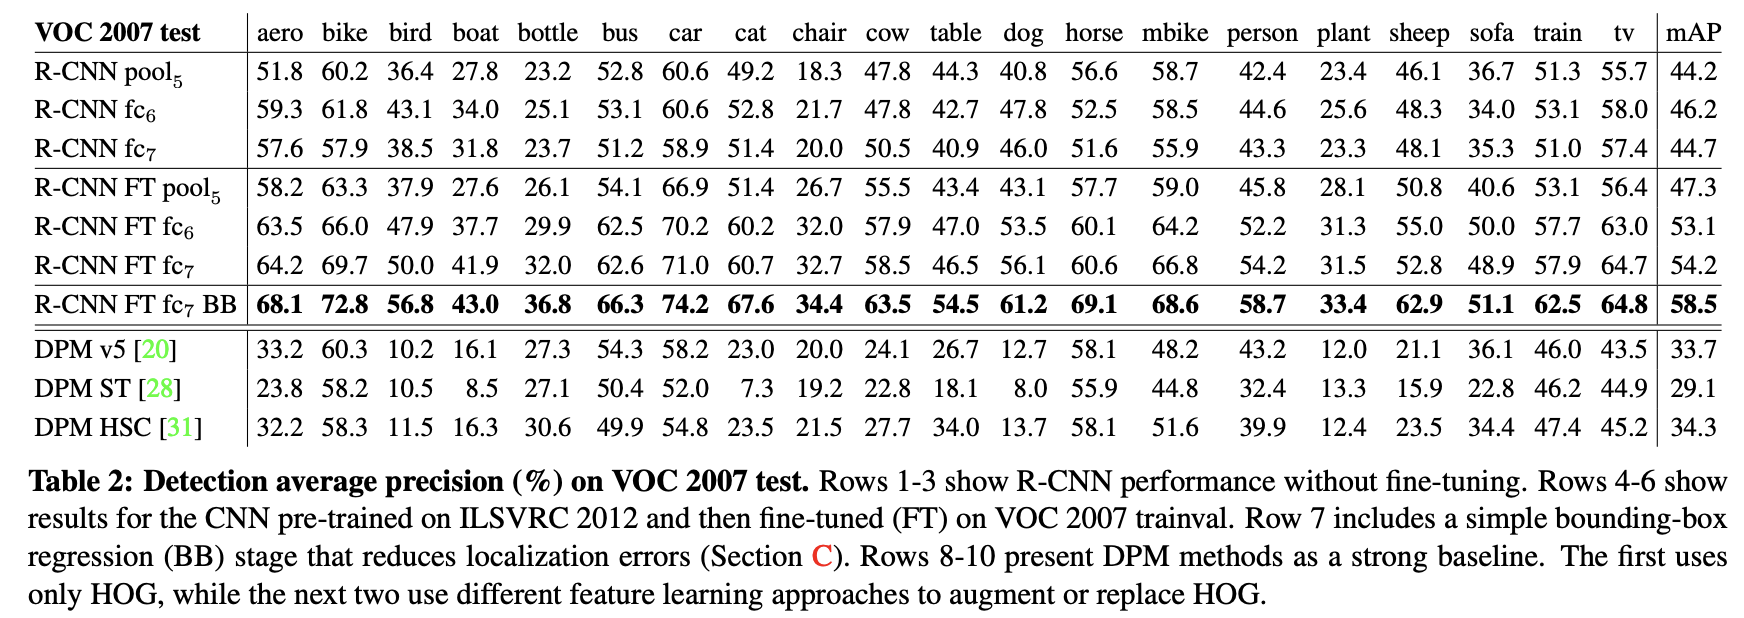 VOC 2007 test aero bike bird boat bottle bus car cat chair cow table dog horse mbike person plant sheep sofa train tv mAP
R-CNN pool5 51.8 60.2 36.4 27.8 23.2 52.8 60.6 49.2 18.3 47.8 44.3 40.8 56.6 58.7 42.4 23.4 46.1 36.7 51.3 55.7 44.2
R-CNN fc6 59.3 61.8 43.1 34.0 25.1 53.1 60.6 52.8 21.7 47.8 42.7 47.8 52.5 58.5 44.6 25.6 48.3 34.0 53.1 58.0 46.2
R-CNN fc7 57.6 57.9 38.5 31.8 23.7 51.2 58.9 51.4 20.0 50.5 40.9 46.0 51.6 55.9 43.3 23.3 48.1 35.3 51.0 57.4 44.7
R-CNN FT pool5 58.2 63.3 37.9 27.6 26.1 54.1 66.9 51.4 26.7 55.5 43.4 43.1 57.7 59.0 45.8 28.1 50.8 40.6 53.1 56.4 47.3
R-CNN FT fc6 63.5 66.0 47.9 37.7 29.9 62.5 70.2 60.2 32.0 57.9 47.0 53.5 60.1 64.2 52.2 31.3 55.0 50.0 57.7 63.0 53.1
R-CNN FT fc7 64.2 69.7 50.0 41.9 32.0 62.6 71.0 60.7 32.7 58.5 46.5 56.1 60.6 66.8 54.2 31.5 52.8 48.9 57.9 64.7 54.2
R-CNN FT fc7 BB 68.1 72.8 56.8 43.0 36.8 66.3 74.2 67.6 34.4 63.5 54.5 61.2 69.1 68.6 58.7 33.4 62.9 51.1 62.5 64.8 58.5
DPM v5 [20] 33.2 60.3 10.2 16.1 27.3 54.3 58.2 23.0 20.0 24.1 26.7 12.7 58.1 48.2 43.2 12.0 21.1 36.1 46.0 43.5 33.7
DPM ST [28] 23.8 58.2 10.5 8.5 27.1 50.4 52.0 7.3 19.2 22.8 18.1 8.0 55.9 44.8 32.4 13.3 15.9 22.8 46.2 44.9 29.1
DPM HSC [31] 32.2 58.3 11.5 16.3 30.6 49.9 54.8 23.5 21.5 27.7 34.0 13.7 58.1 51.6 39.9 12.4 23.5 34.4 47.4 45.2 34.3
Table 2: Detection average precision (%) on VOC 2007 test. Rows 1-3 show R-CNN performance without fine-tuning. Rows 4-6 show
results for the CNN pre-trained on ILSVRC 2012 and then fine-tuned (FT) on VOC 2007 trainval. Row 7 includes a simple bounding-box
regression (BB) stage that reduces localization errors (Section C). Rows 8-10 present DPM methods as a strong baseline. The first uses
only HOG, while the next two use different feature learning approaches to augment or replace HOG.